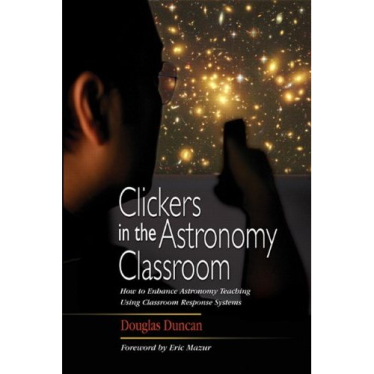 Clickers
in the Astronomy
Classroom
How to Enhance Astronomy Teaching
Using Classroom Response Systems
Douglas Duncan
Foreword by Eric Mazur